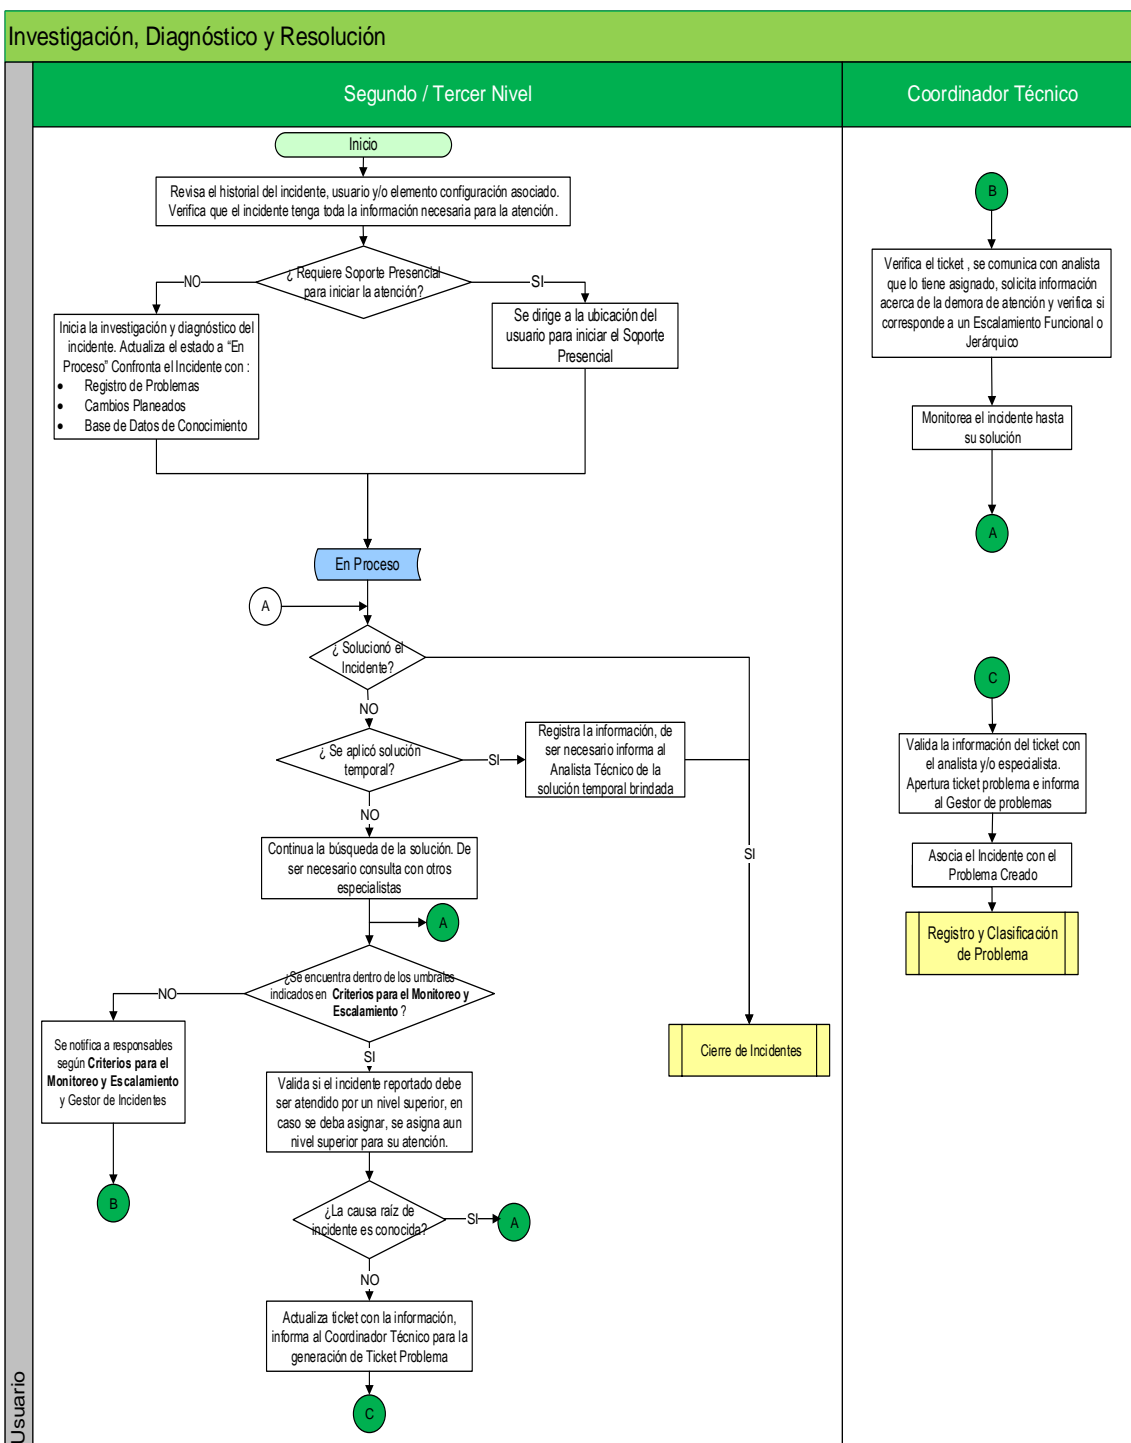 Investigación, Diagnóstico y Resolución
Segundo / Tercer Nivel
Coordinador Técnico
Usuario
Inicio
Revisa el historial del incidente, usuario y/o elemento configuración asociado.
Verifica que el incidente tenga toda la información necesaria para la atención.
¿ Requiere Soporte Presencial
para iniciar la atención?
NO
SI
Inicia la investigación y diagnóstico del
incidente. Actualiza el estado a “En
Proceso” Confronta el Incidente con :
• Registro de Problemas
• Cambios Planeados
• Base de Datos de Conocimiento
Se dirige a la ubicación del
usuario para iniciar el Soporte
Presencial
En Proceso
A
¿ Solucionó el
Incidente?
NO
SI
¿ Se aplicó solución
temporal?
SI
Registra la información, de
ser necesario informa al
Analista Técnico de la
solución temporal brindada
NO
Continua la búsqueda de la solución. De
ser necesario consulta con otros
especialistas
A
¿Se encuentra dentro de los umbrales
indicados en Criterios para el Monitoreo y
Escalamiento ?
NO
Se notifica a responsables
según Criterios para el
Monitoreo y Escalamiento
y Gestor de Incidentes
B
SI
Cierre de Incidentes
Valida si el incidente reportado debe
ser atendido por un nivel superior, en
caso se deba asignar, se asigna aun
nivel superior para su atención.
¿La causa raíz de
incidente es conocida?
SI
A
NO
Actualiza ticket con la información,
informa al Coordinador Técnico para la
generación de Ticket Problema
C
B
Verifica el ticket , se comunica con analista
que lo tiene asignado, solicita información
acerca de la demora de atención y verifica si
corresponde a un Escalamiento Funcional o
Jerárquico
Monitorea el incidente hasta
su solución
A
C
Valida la información del ticket con
el analista y/o especialista.
Apertura ticket problema e informa
al Gestor de problemas
Asocia el Incidente con el
Problema Creado
Registro y Clasificación
de Problema